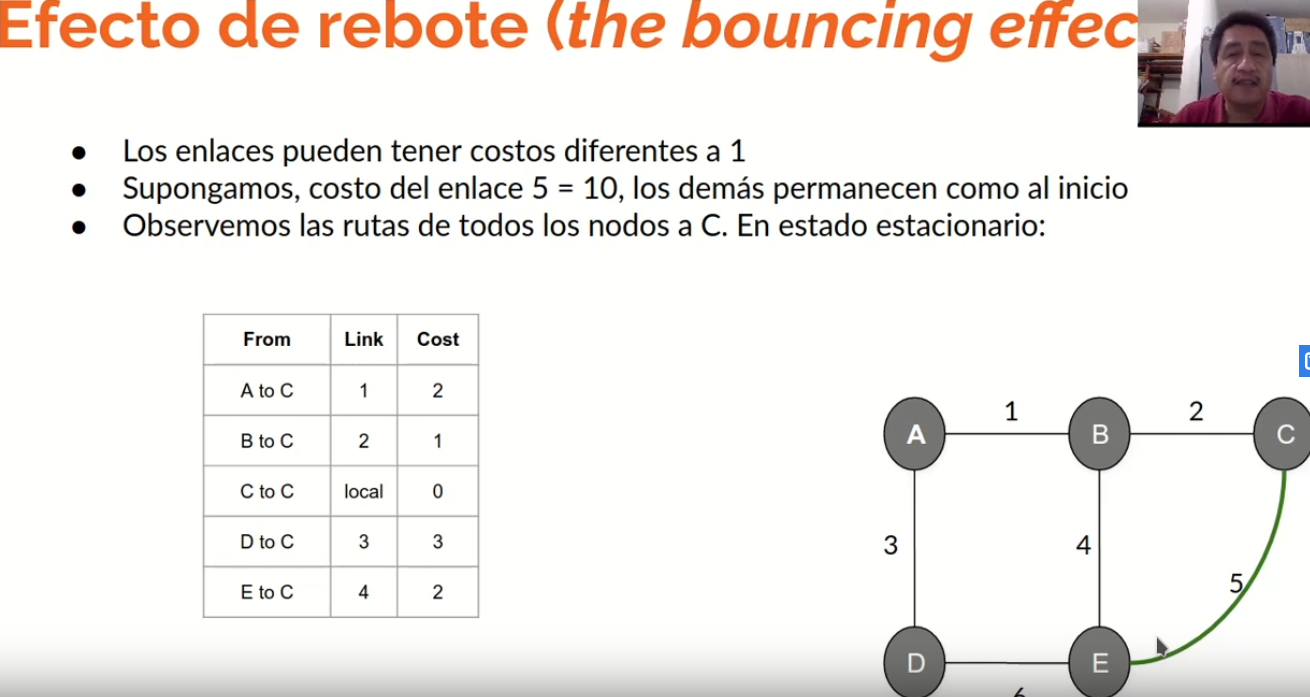 Efecto de rebote (the bouncing effec
● Los enlaces pueden tener costos diferentes a 1
● Supongamos, costo del enlace 5 = 10, los demás permanecen como al inicio
● Observemos las rutas de todos los nodos a C. En estado estacionario:
From Link Cost
A to C 1 2
B to C 2 1
C to C local 0
D to C 3 3
E to C 4 2
1 2
A B C
3 4
5
D E